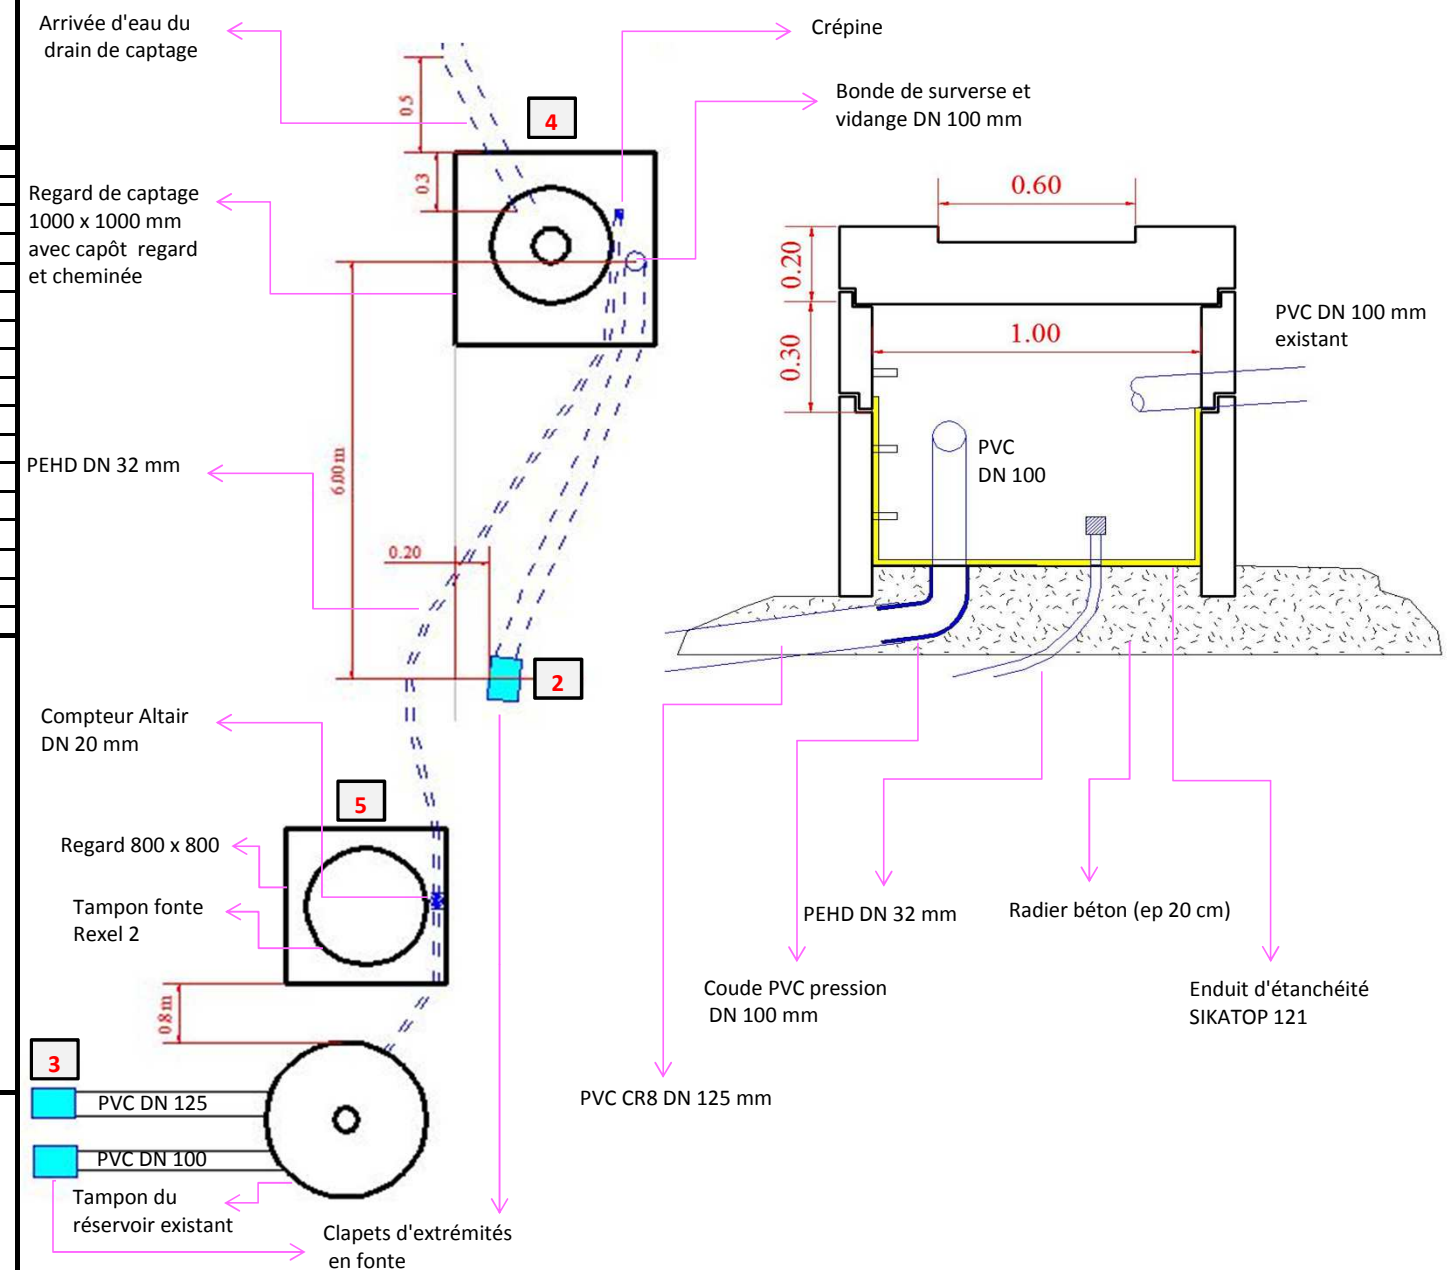 Arrivée d'eau du
drain de captage
Crépine
Bonde de surverse et
vidange DN 100 mm
4
0.5
0.3
Regard de captage
1000 x 1000 mm
avec capôt regard
et cheminée
0.60
0.20
0.30
1.00
PVC DN 100 mm
existant
PVC
DN 100
PEHD DN 32 mm
6.00m
0.20
2
Compteur Altair
DN 20 mm
5
Regard 800 x 800
Tampon fonte
Rexel 2
0.8m
3
PVC DN 125
PVC DN 100
Tampon du
réservoir existant
Clapets d'extrémités
en fonte
PEHD DN 32 mm
Radier béton (ep 20 cm)
Coude PVC pression
DN 100 mm
Enduit d'étanchéité
SIKATOP 121
PVC CR8 DN 125 mm